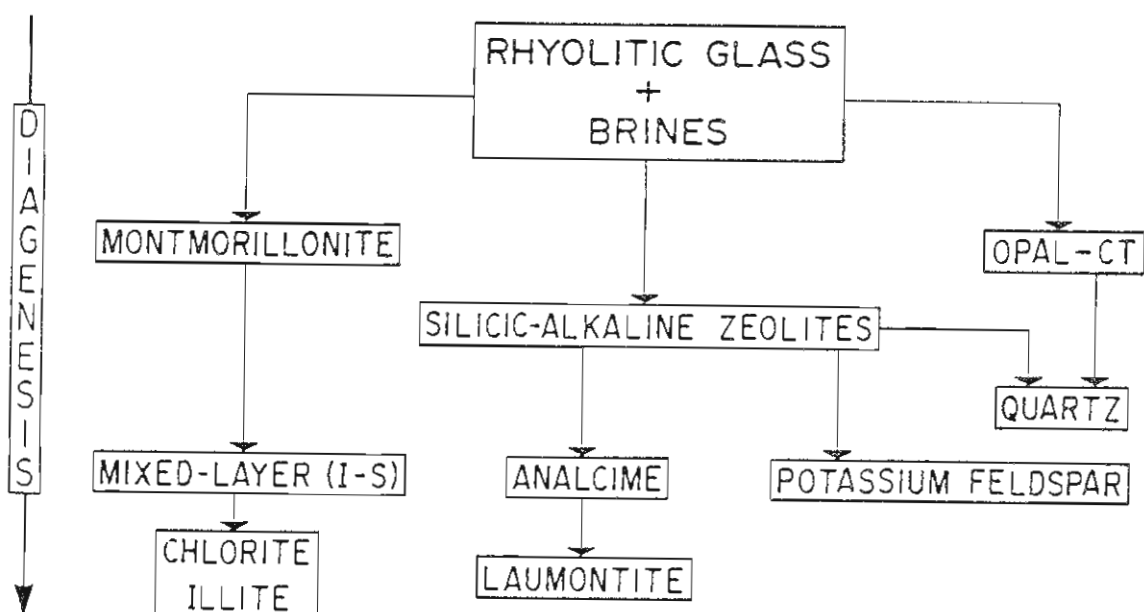 RHYOLITIC GLASS
+
BRINES
DIAGENESIS
MONTMORILLONITE
OPAL-CT
SILICIC-ALKALINE ZEOLITES
QUARTZ
MIXED-LAYER (I-S)
ANALCIME
POTASSIUM FELDSPAR
CHLORITE
ILLITE
LAUMONTITE